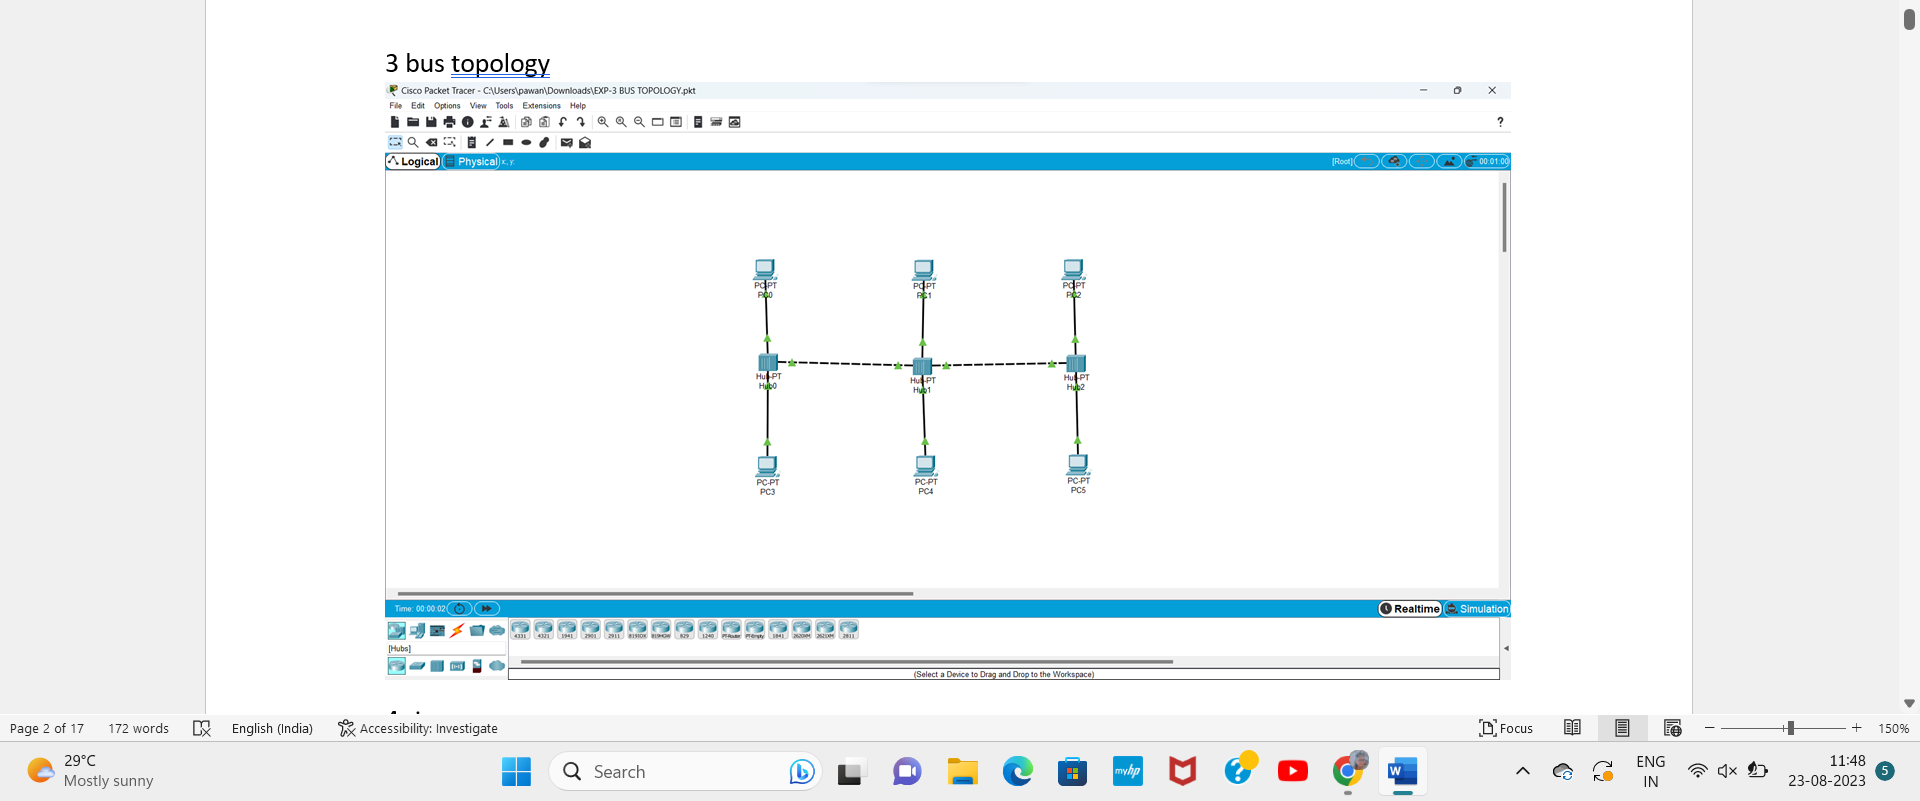 3 bus topology
Cisco Packet Tracer - C:\Users\pawan\Downloads\EXP-3 BUS TOPOLOGY.pkt
File Edit Options View Tools Extensions Help
?
Logical Physical x, y: [Root] 00:01:00
PC-PT PC-PT PC-PT
PC0 PC1 PC2
Hub-PT Hub-PT Hub-PT
Hub0 Hub1 Hub2
PC-PT PC-PT PC-PT
PC3 PC4 PC5
Time: 00:00:02 Realtime Simulation
4331 4321 1941 2901 2911 819IOX 819HGW 829 1240 PT-Router PT-Empty 1841 2620XM 2621XM 2811
[Hubs]
(Select a Device to Drag and Drop to the Workspace)
Page 2 of 17 172 words English (India) Accessibility: Investigate Focus 150%
29°C
Mostly sunny
Search
myhp
W
ENG
IN
11:48
23-08-2023
5